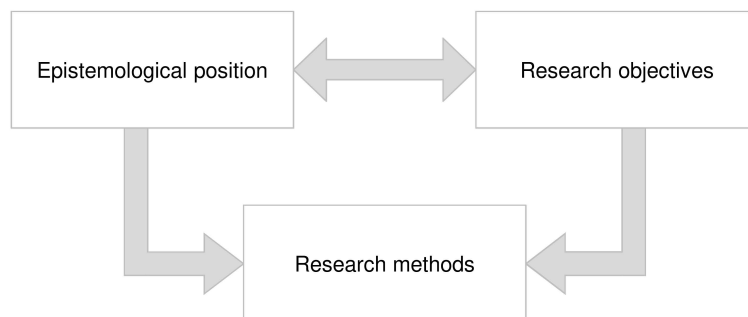 Epistemological position
Research objectives
Research methods